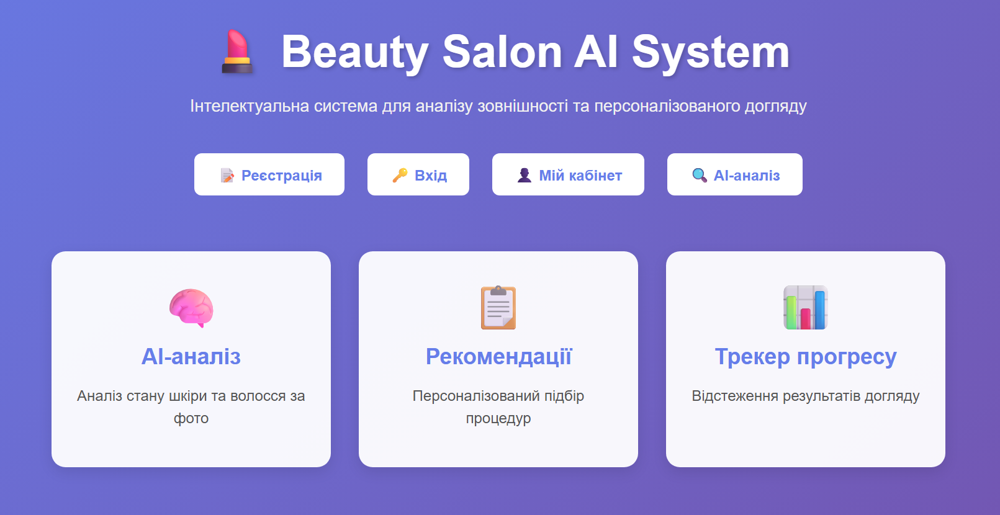 Beauty Salon AI System
Інтелектуальна система для аналізу зовнішності та персоналізованого догляду
Реєстрація
Вхід
Мій кабінет
AI-аналіз
AI-аналіз
Аналіз стану шкіри та волосся за
фото
Рекомендації
Персоналізований підбір
процедур
Трекер прогресу
Відстеження результатів догляду